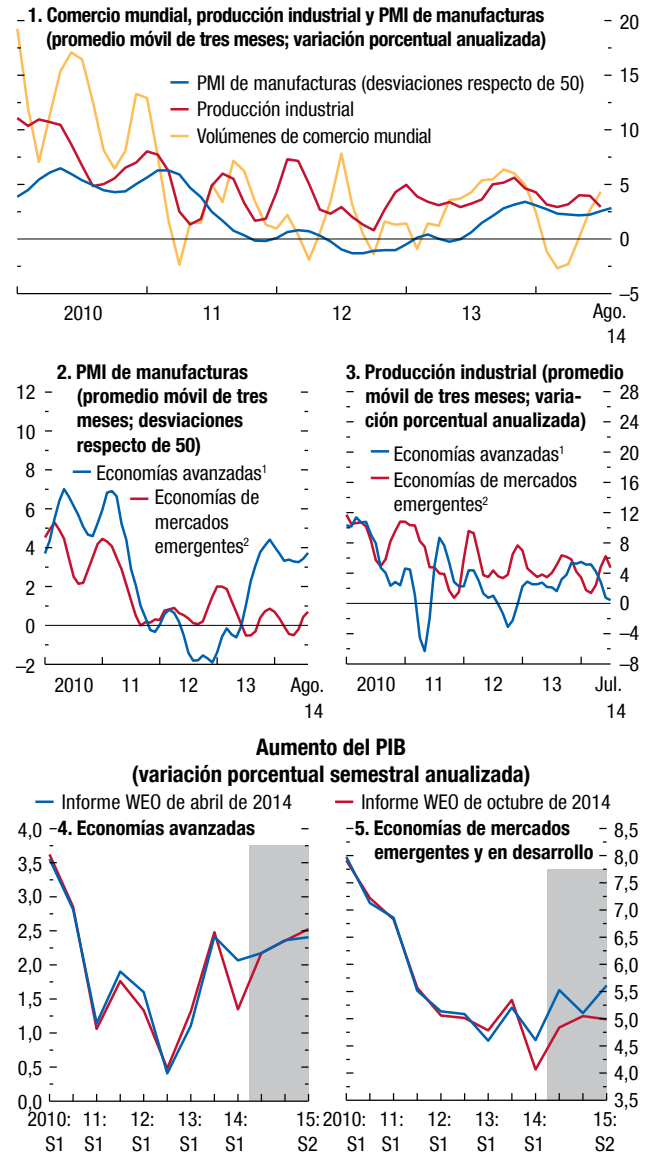 1. Comercio mundial, producción industrial y PMI de manufacturas
(promedio móvil de tres meses; variación porcentual anualizada)
PMI de manufacturas (desviaciones respecto de 50)
Producción industrial
Volúmenes de comercio mundial
20
15
10
5
0
–5
2010 11 12 13 Ago.
14
2. PMI de manufacturas
(promedio móvil de tres
meses; desviaciones
respecto de 50)
Economías avanzadas¹
Economías de
mercados
emergentes²
12
10
8
6
4
2
0
–2
2010 11 12 13 Ago.
14
3. Producción industrial (promedio
móvil de tres meses; varia-
ción porcentual anualizada)
Economías avanzadas¹
Economías de mercados
emergentes²
28
24
20
16
12
8
4
0
–4
–8
2010 11 12 13 Jul.
14
Aumento del PIB
(variación porcentual semestral anualizada)
Informe WEO de abril de 2014 Informe WEO de octubre de 2014
4. Economías avanzadas
4,0
3,5
3,0
2,5
2,0
1,5
1,0
0,5
0,0
2010: 11: 12: 13: 14: 15:
S1 S1 S1 S1 S1 S2
5. Economías de mercados
emergentes y en desarrollo
8,5
8,0
7,5
7,0
6,5
6,0
5,5
5,0
4,5
4,0
3,5
2010: 11: 12: 13: 14: 15:
S1 S1 S1 S1 S1 S2